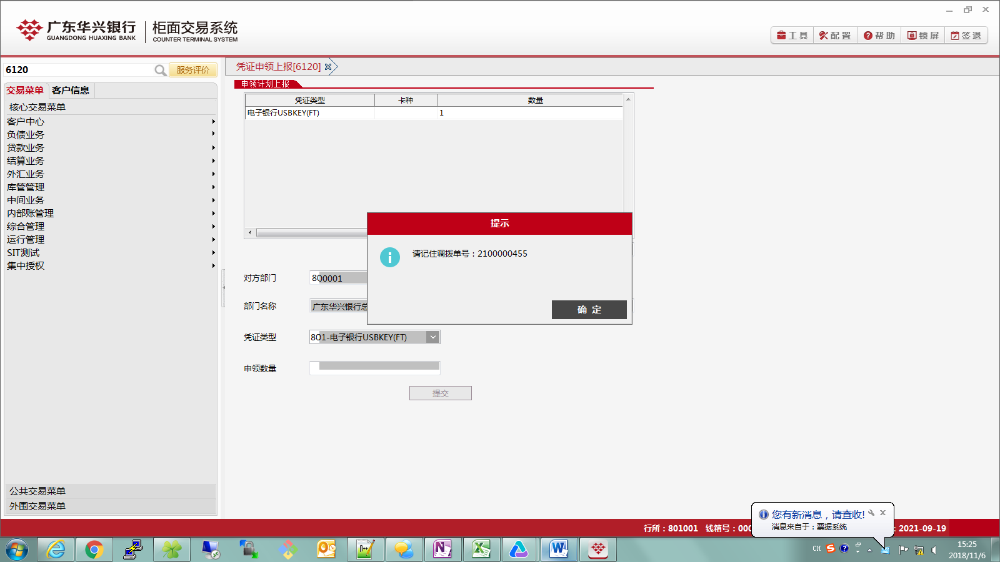 广东华兴银行
GUANGDONG HUAXING BANK
柜面交易系统
COUNTER TERMINAL SYSTEM
工具
配置
帮助
锁屏
签退
6120
服务评价
凭证申领上报[6120]
交易菜单
客户信息
核心交易菜单
客户中心
负债业务
贷款业务
结算业务
外汇业务
库管管理
中间业务
内部账管理
综合管理
运行管理
SIT测试
集中授权
公共交易菜单
外围交易菜单
申领计划上报
凭证类型 卡种 数量
电子银行USBKEY(FT) 1
提示
请记住调拨单号：2100000455
确 定
对方部门 800001
部门名称 广东华兴银行总
凭证类型 801-电子银行USBKEY(FT)
申领数量
提交
您有新消息，请查收!
消息来自于：票据系统
行所：801001 钱箱号：000
：2021-09-19
CH
15:25
2018/11/6